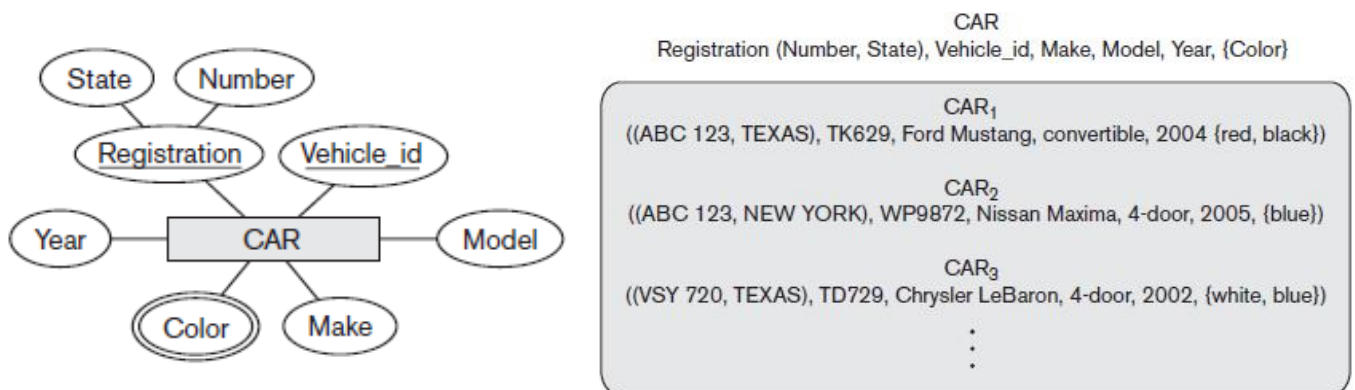 State
Number
Registration
Vehicle_id
Year
CAR
Model
Color
Make
CAR
Registration (Number, State), Vehicle_id, Make, Model, Year, {Color}
CAR₁
((ABC 123, TEXAS), TK629, Ford Mustang, convertible, 2004 {red, black})
CAR₂
((ABC 123, NEW YORK), WP9872, Nissan Maxima, 4-door, 2005, {blue})
CAR₃
((VSY 720, TEXAS), TD729, Chrysler LeBaron, 4-door, 2002, {white, blue})